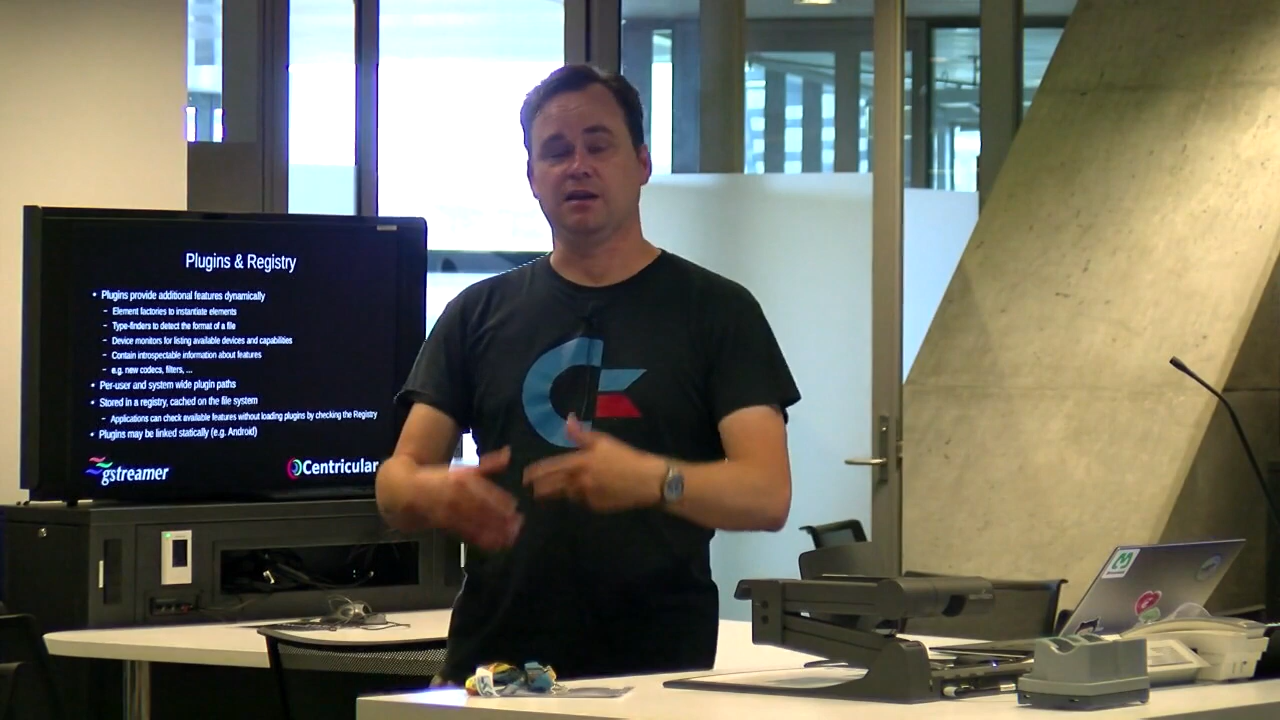 Plugins & Registry
• Plugins provide additional features dynamically
– Element factories to instantiate elements
– Type-finders to detect the format of a file
– Device monitors for listing available devices and capabilities
– Contain introspectable information about features
– e.g. new codecs, filters, ...
• Per-user and system wide plugin paths
• Stored in a registry, cached on the file system
– Applications can check available features without loading plugins by checking the Registry
• Plugins may be linked statically (e.g. Android)
gstreamer
Centricular